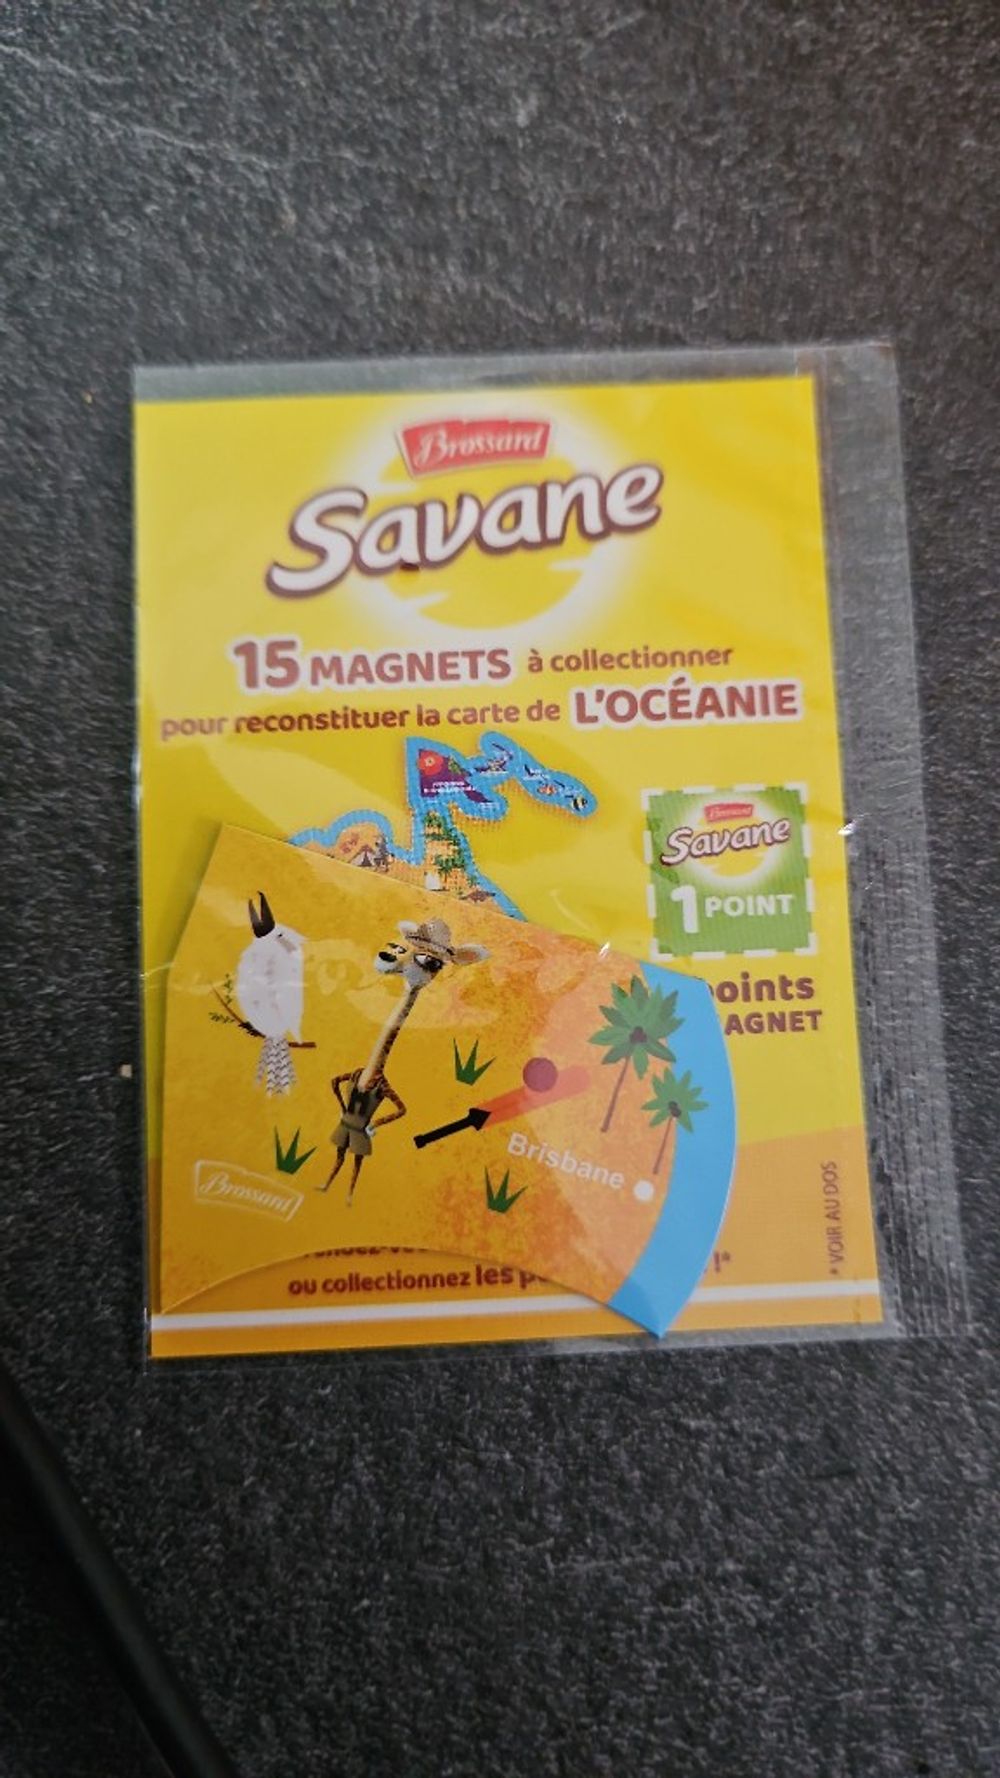 Brossard
Savane
15 MAGNETS à collectionner
pour reconstituer la carte de L'OCÉANIE
Brossard
Savane
1 POINT
points
AGNET
Brisbane
Brossard
ou collectionnez les p
!*
* VOIR AU DOS